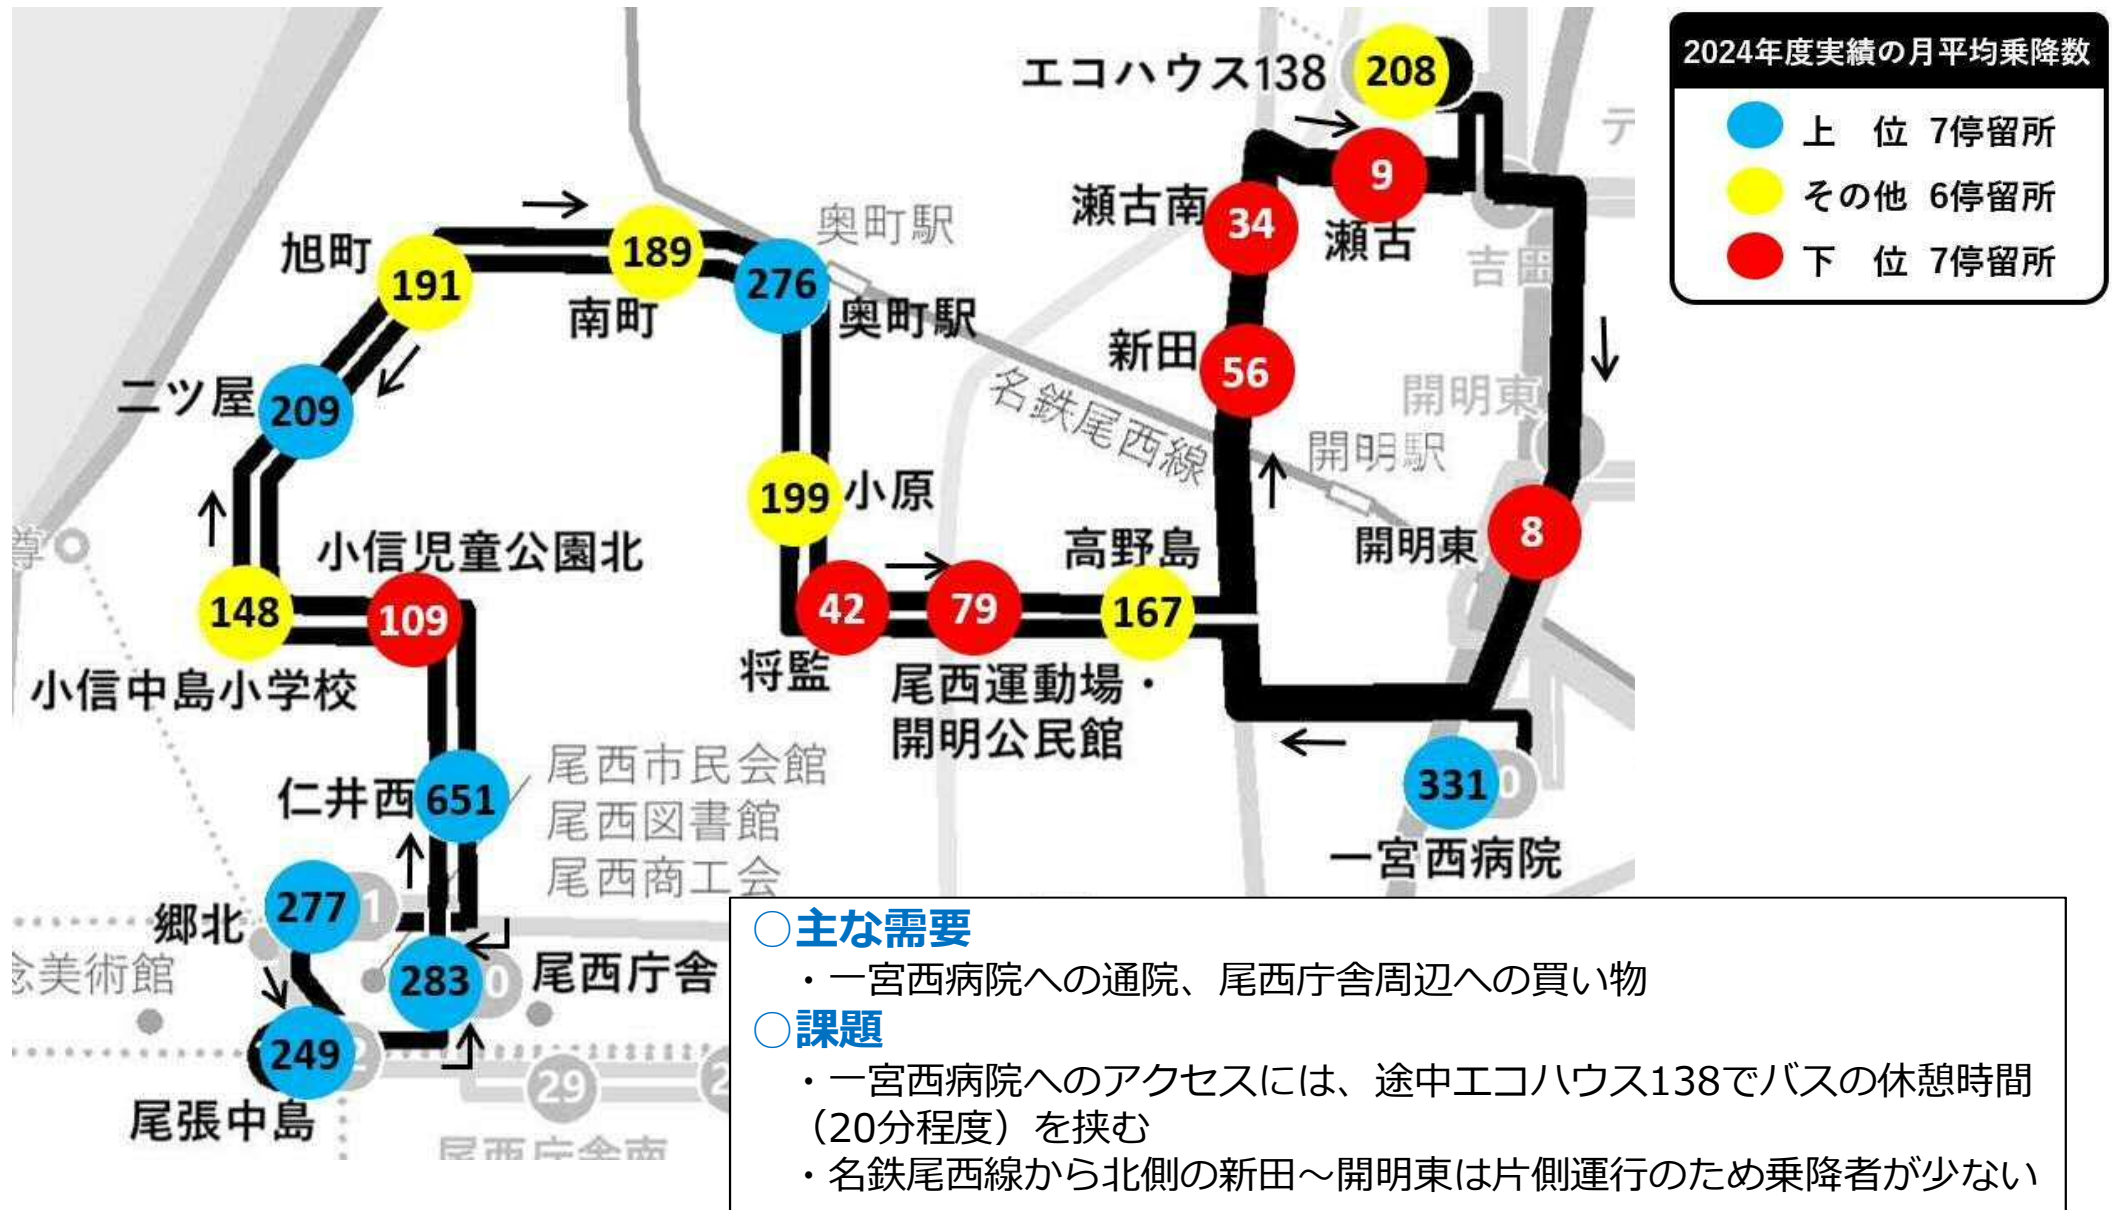 エコハウス138
208
2024年度実績の月平均乗降数
上 位 7停留所
その他 6停留所
下 位 7停留所
9
瀬古
瀬古南
34
吉田
奥町駅
旭町
191
189
南町
276
奥町駅
新田
56
名鉄尾西線
開明駅
開明東
二ツ屋
209
199
小原
小信児童公園北
高野島
開明東
8
148
109
42
79
167
小信中島小学校
将監
尾西運動場・
開明公民館
仁井西
651
尾西市民会館
尾西図書館
尾西商工会
331
一宮西病院
郷北
277
念美術館
283
尾西庁舎
249
尾張中島
29
尾西庁舎南
○主な需要
・一宮西病院への通院、尾西庁舎周辺への買い物
○課題
・一宮西病院へのアクセスには、途中エコハウス138でバスの休憩時間
（20分程度）を挟む
・名鉄尾西線から北側の新田～開明東は片側運行のため乗降者が少ない